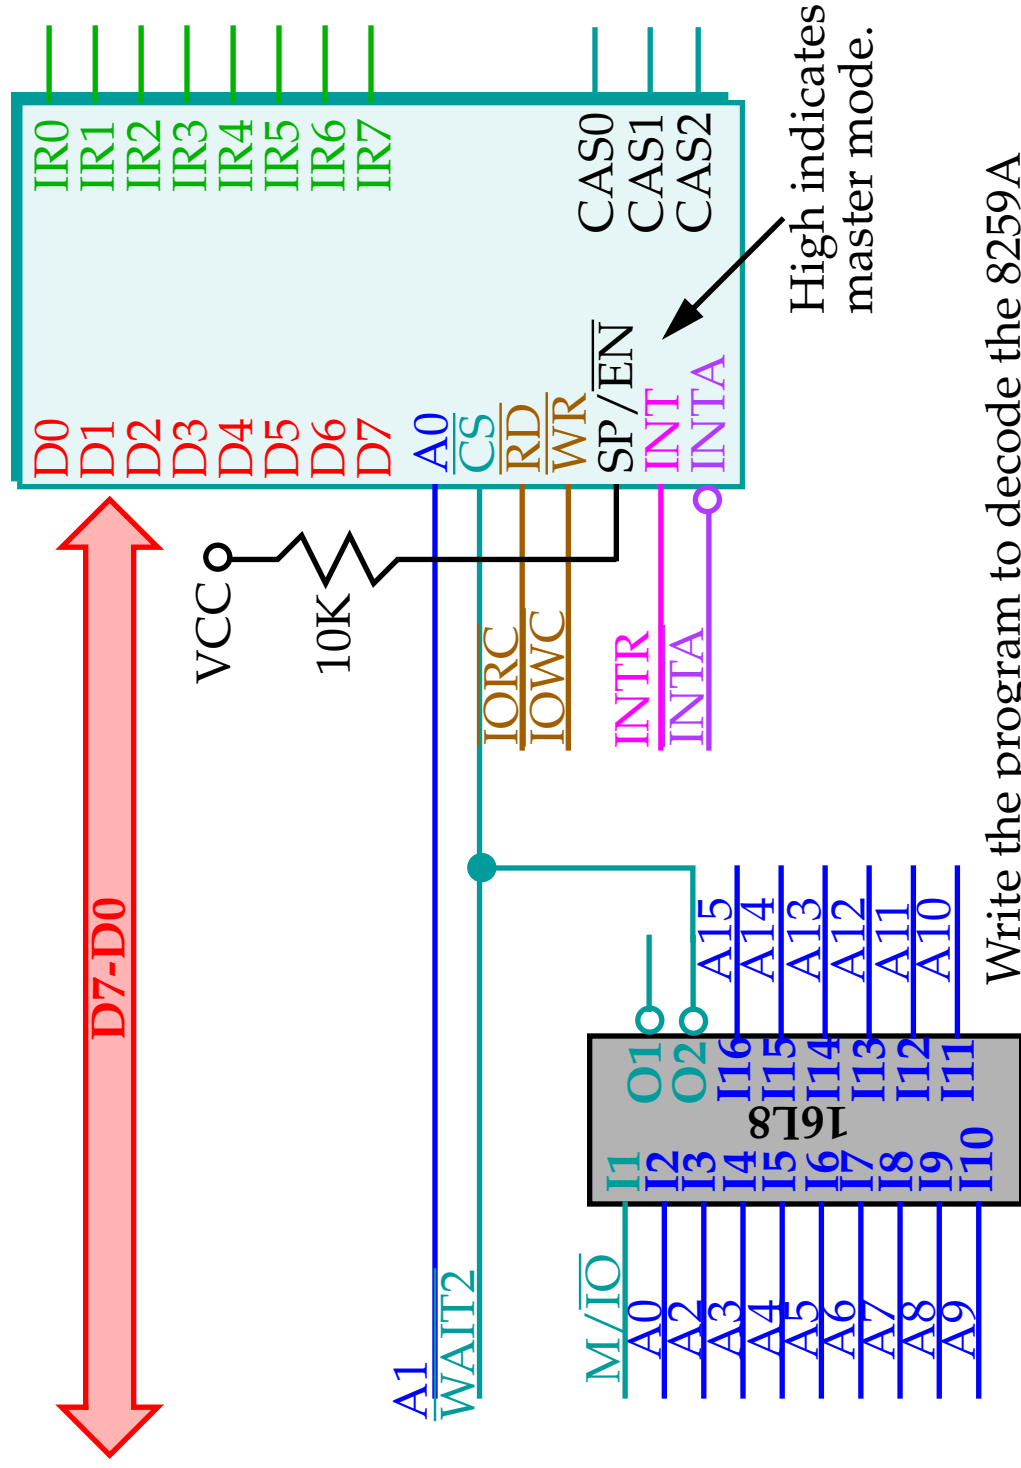 D7-D0
VCC
10K
D0 IR0
D1 IR1
D2 IR2
D3 IR3
D4 IR4
D5 IR5
D6 IR6
D7 IR7
A1
A0
WAIT2
CS
IORC
RD
IOWC
WR
SP/EN
INTR
INT
INTA
INTA
CAS0
CAS1
CAS2
High indicates
master mode.
M/IO I1 O1
A0 I2 O2
A2 I3 I16 A15
A3 I4 I15 A14
A4 I5 I14 A13
A5 I6 I13 A12
A6 I7 I12 A11
A7 I8 I11 A10
A8 I9
A9 I10
16L8
Write the program to decode the 8259A